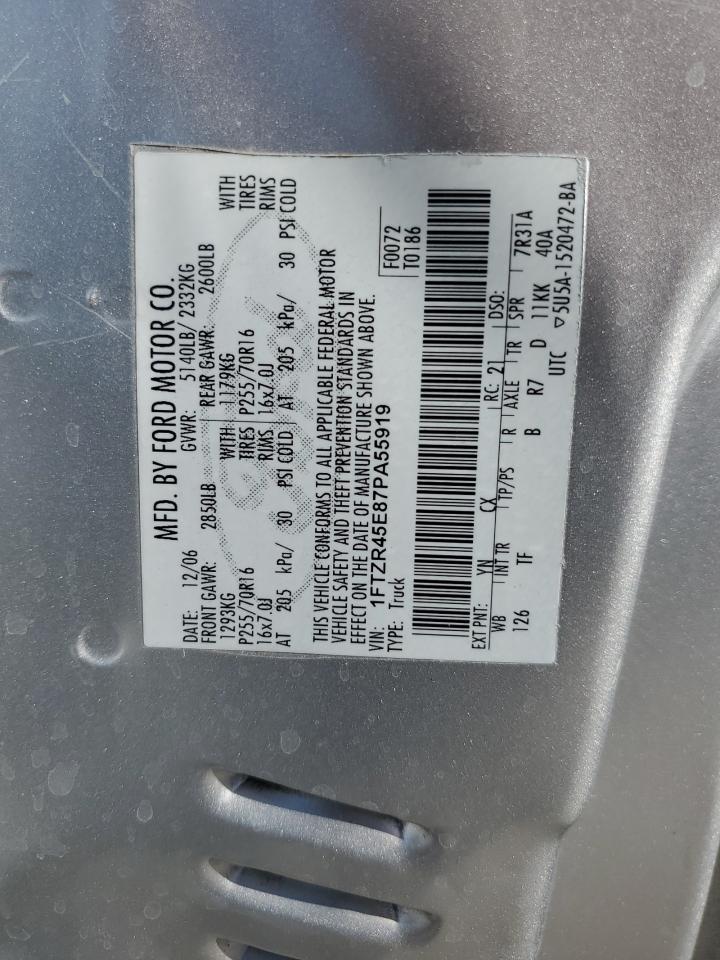 MFD. BY FORD MOTOR CO.
DATE: 12/06 GVWR: 5140LB/ 2332KG
FRONT GAWR: 2850LB REAR GAWR: 2600LB
1293KG WITH 1179KG WITH
P255/70R16 TIRES P255/70R16 TIRES
16x7.0J RIMS 16x7.0J RIMS
AT 205 kPa/ 30 PSI COLD AT 205 kPa/ 30 PSI COLD
THIS VEHICLE CONFORMS TO ALL APPLICABLE FEDERAL MOTOR
VEHICLE SAFETY AND THEFT PREVENTION STANDARDS IN
EFFECT ON THE DATE OF MANUFACTURE SHOWN ABOVE.
VIN: 1FTZR45E87PA55919 F0072
TYPE: Truck T0186
EXT PNT: YN CX RC: 21 DSO:
WB INT TR TP/PS R AXLE TR SPR 7R31A
126 TF B R7 D 11KK 40A
UTC ▽5U5A-1520472-BA